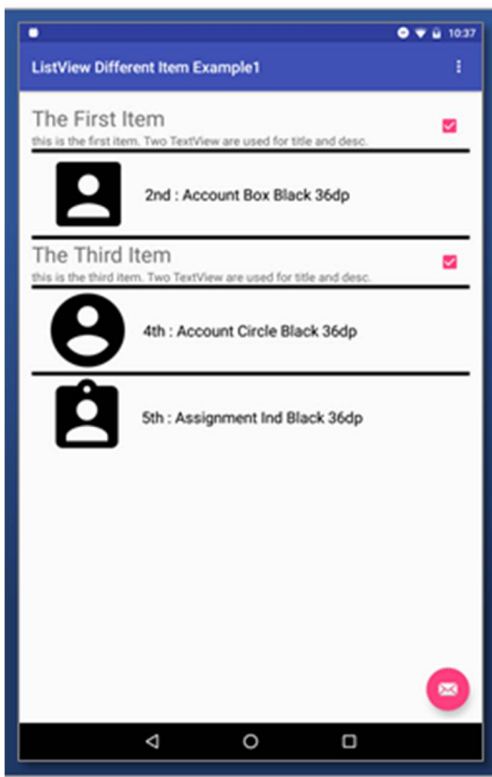 10:37
ListView Different Item Example1
The First Item
this is the first item. Two TextView are used for title and desc.
2nd : Account Box Black 36dp
The Third Item
this is the third item. Two TextView are used for title and desc.
4th : Account Circle Black 36dp
5th : Assignment Ind Black 36dp